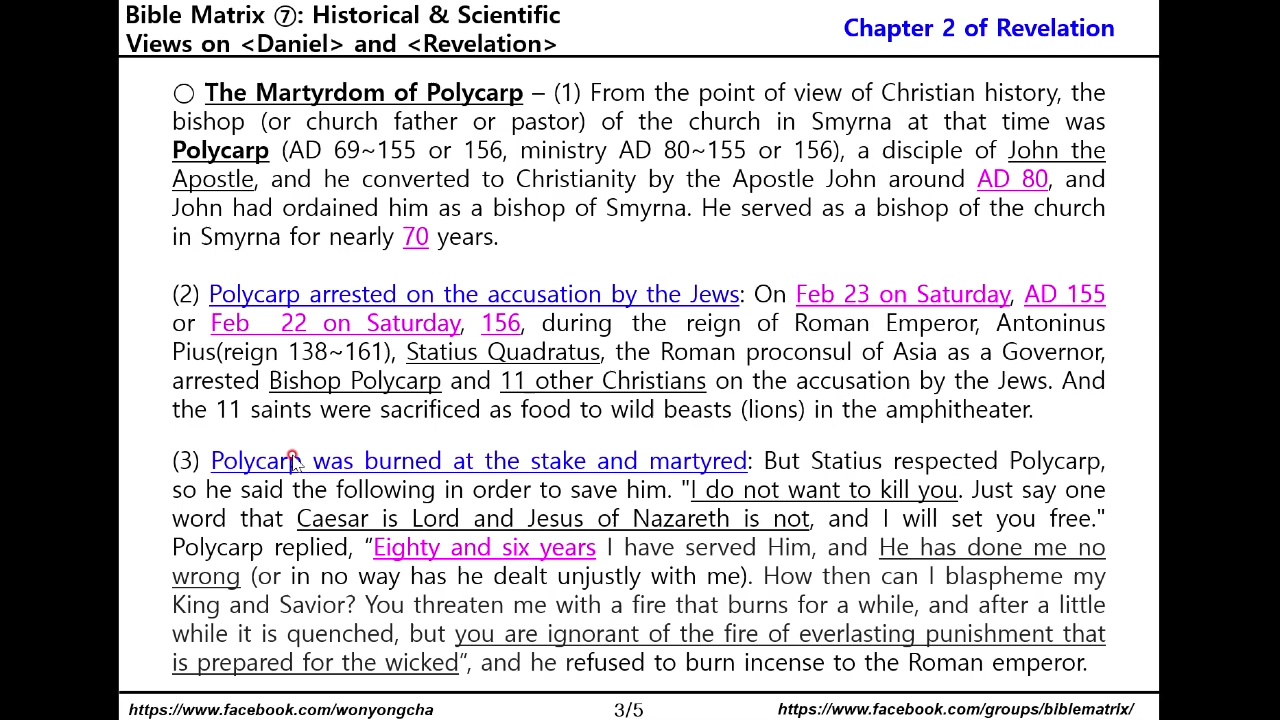 Bible Matrix ⑦: Historical & Scientific
Views on <Daniel> and <Revelation>
Chapter 2 of Revelation
○ The Martyrdom of Polycarp – (1) From the point of view of Christian history, the
bishop (or church father or pastor) of the church in Smyrna at that time was
Polycarp (AD 69~155 or 156, ministry AD 80~155 or 156), a disciple of John the
Apostle, and he converted to Christianity by the Apostle John around AD 80, and
John had ordained him as a bishop of Smyrna. He served as a bishop of the church
in Smyrna for nearly 70 years.
(2) Polycarp arrested on the accusation by the Jews: On Feb 23 on Saturday, AD 155
or Feb 22 on Saturday, 156, during the reign of Roman Emperor, Antoninus
Pius(reign 138~161), Statius Quadratus, the Roman proconsul of Asia as a Governor,
arrested Bishop Polycarp and 11 other Christians on the accusation by the Jews. And
the 11 saints were sacrificed as food to wild beasts (lions) in the amphitheater.
(3) Polycarp was burned at the stake and martyred: But Statius respected Polycarp,
so he said the following in order to save him. "I do not want to kill you. Just say one
word that Caesar is Lord and Jesus of Nazareth is not, and I will set you free."
Polycarp replied, “Eighty and six years I have served Him, and He has done me no
wrong (or in no way has he dealt unjustly with me). How then can I blaspheme my
King and Savior? You threaten me with a fire that burns for a while, and after a little
while it is quenched, but you are ignorant of the fire of everlasting punishment that
is prepared for the wicked“, and he refused to burn incense to the Roman emperor.
https://www.facebook.com/wonyongcha
3/5
https://www.facebook.com/groups/biblematrix/